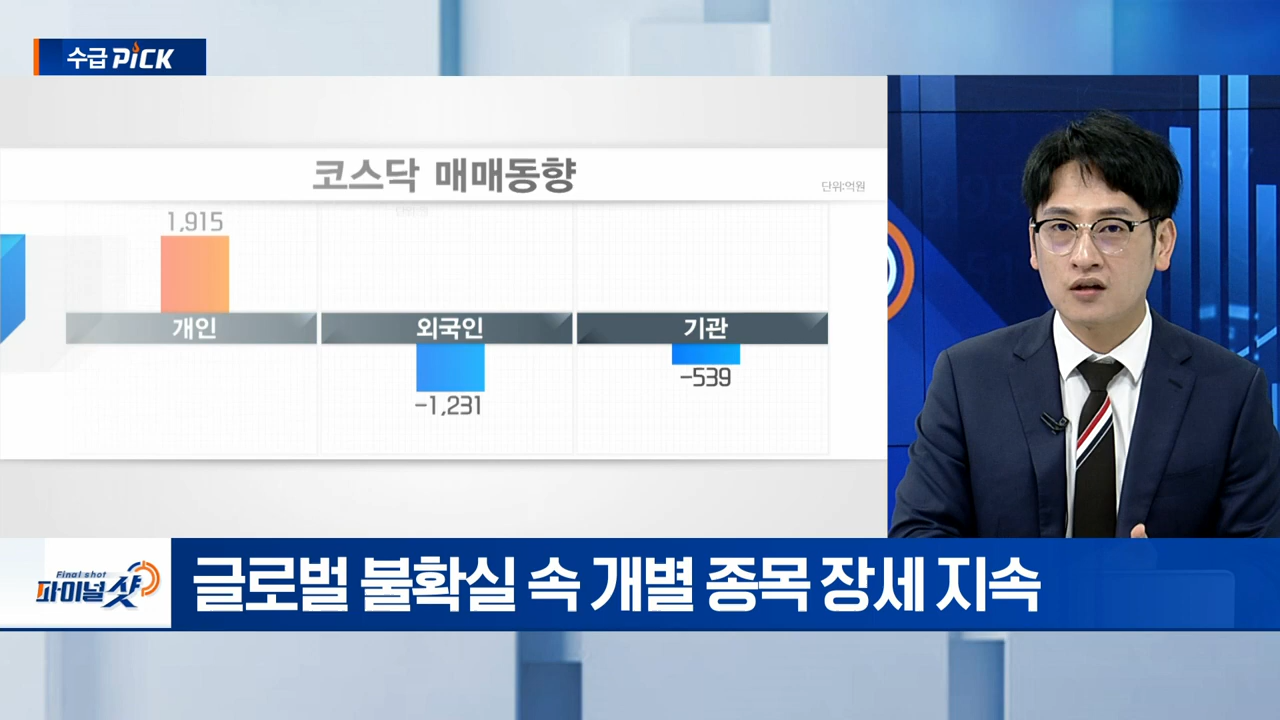 수급 PiCK
코스닥 매매동향
단위:억원
1,915
개인
외국인
기관
-1,231
-539
Final shot
파이널 샷
글로벌 불확실 속 개별 종목 장세 지속